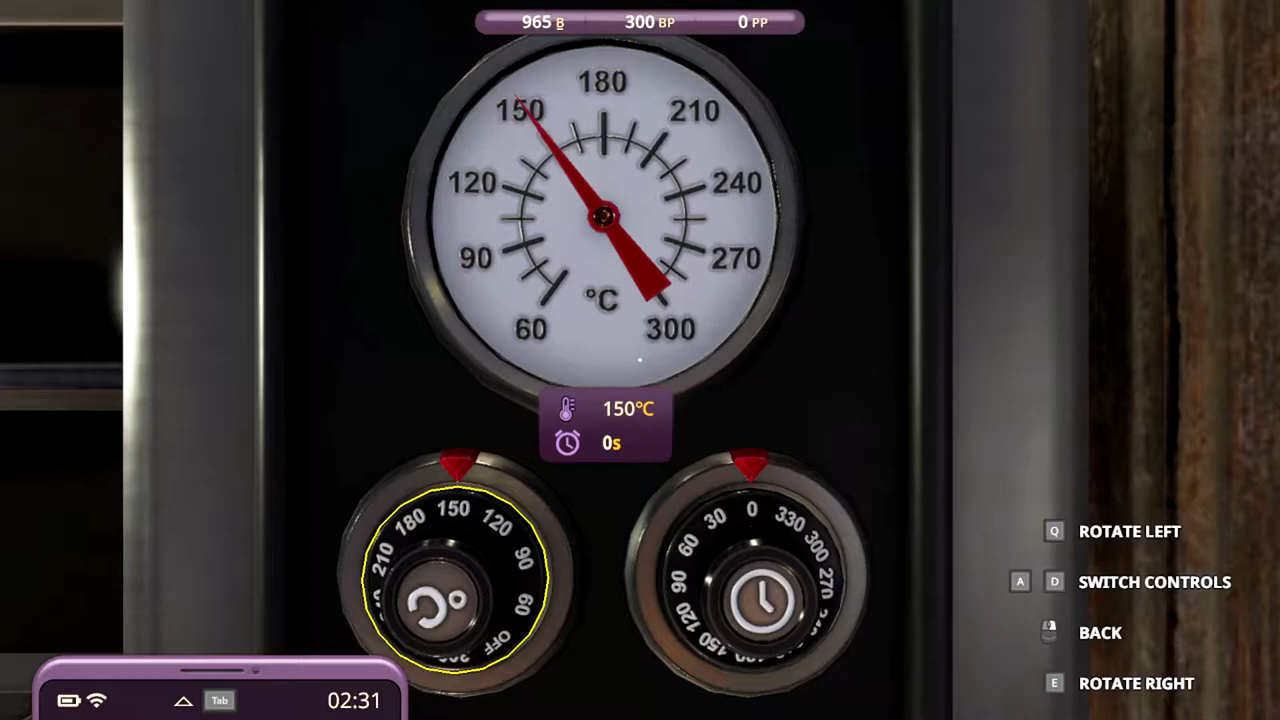 965 B 300 BP 0 PP
180
150 210
120 240
90 270
°C
60 300
150°C
0s
180 150 120
210 90
60
OFF
30 0 330
60 300
90 270
120
150
C°
Q ROTATE LEFT
A D SWITCH CONTROLS
BACK
E ROTATE RIGHT
Tab 02:31